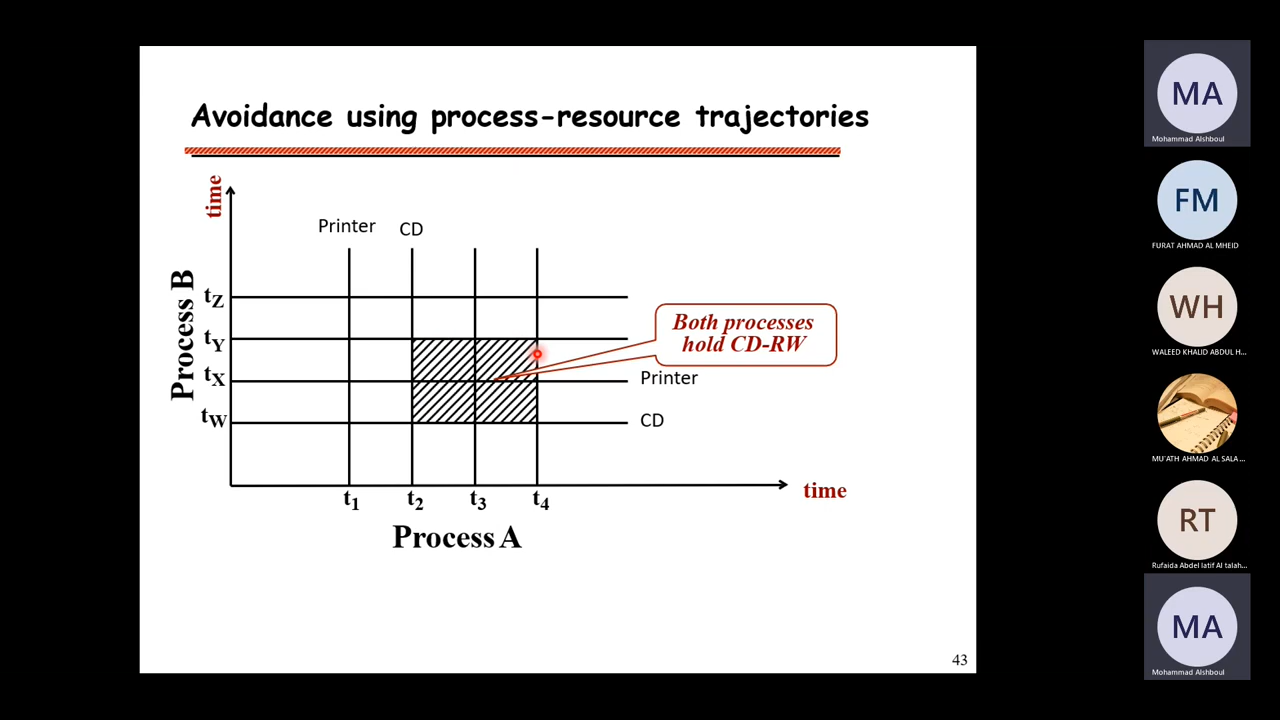 Avoidance using process-resource trajectories
time
Printer
CD
Process B
tZ
tY
tX
tW
Both processes
hold CD-RW
Printer
CD
t1
t2
t3
t4
time
Process A
43
MA
Mohammad Alshboul
FM
FURAT AHMAD AL MHEID
WH
WALEED KHALID ABDUL H...
MU'ATH AHMAD AL SALA ...
RT
Rufaida Abdel latif Al talah...
MA
Mohammad Alshboul